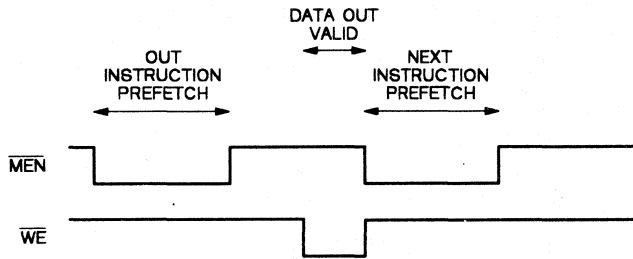 DATA OUT
VALID
OUT
INSTRUCTION
PREFETCH
NEXT
INSTRUCTION
PREFETCH
MEN
WE